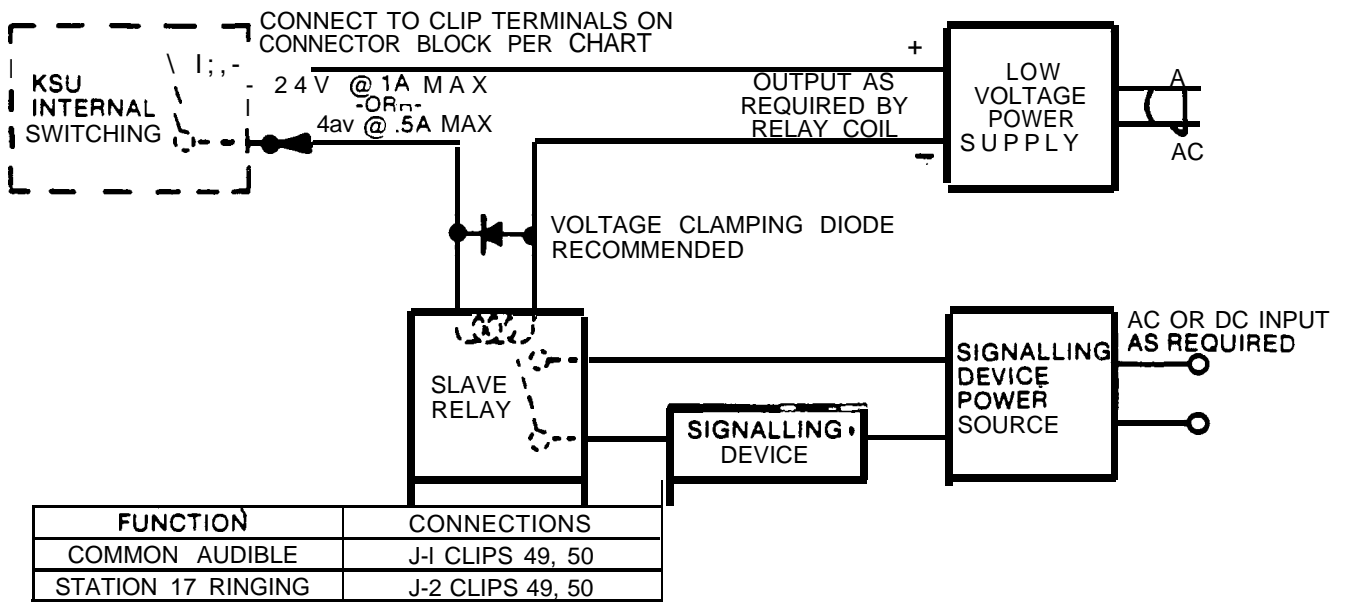 CONNECT TO CLIP TERMINALS ON
CONNECTOR BLOCK PER CHART
KSU
INTERNAL
SWITCHING
24V @ 1A MAX
-OR-
4av @ .5A MAX
+
OUTPUT AS
REQUIRED BY
RELAY COIL
-
LOW
VOLTAGE
POWER
SUPPLY
A
AC
VOLTAGE CLAMPING DIODE
RECOMMENDED
SLAVE
RELAY
SIGNALLING
DEVICE
SIGNALLING
DEVICE
POWER
SOURCE
AC OR DC INPUT
AS REQUIRED
FUNCTION CONNECTIONS
COMMON AUDIBLE J-I CLIPS 49, 50
STATION 17 RINGING J-2 CLIPS 49, 50